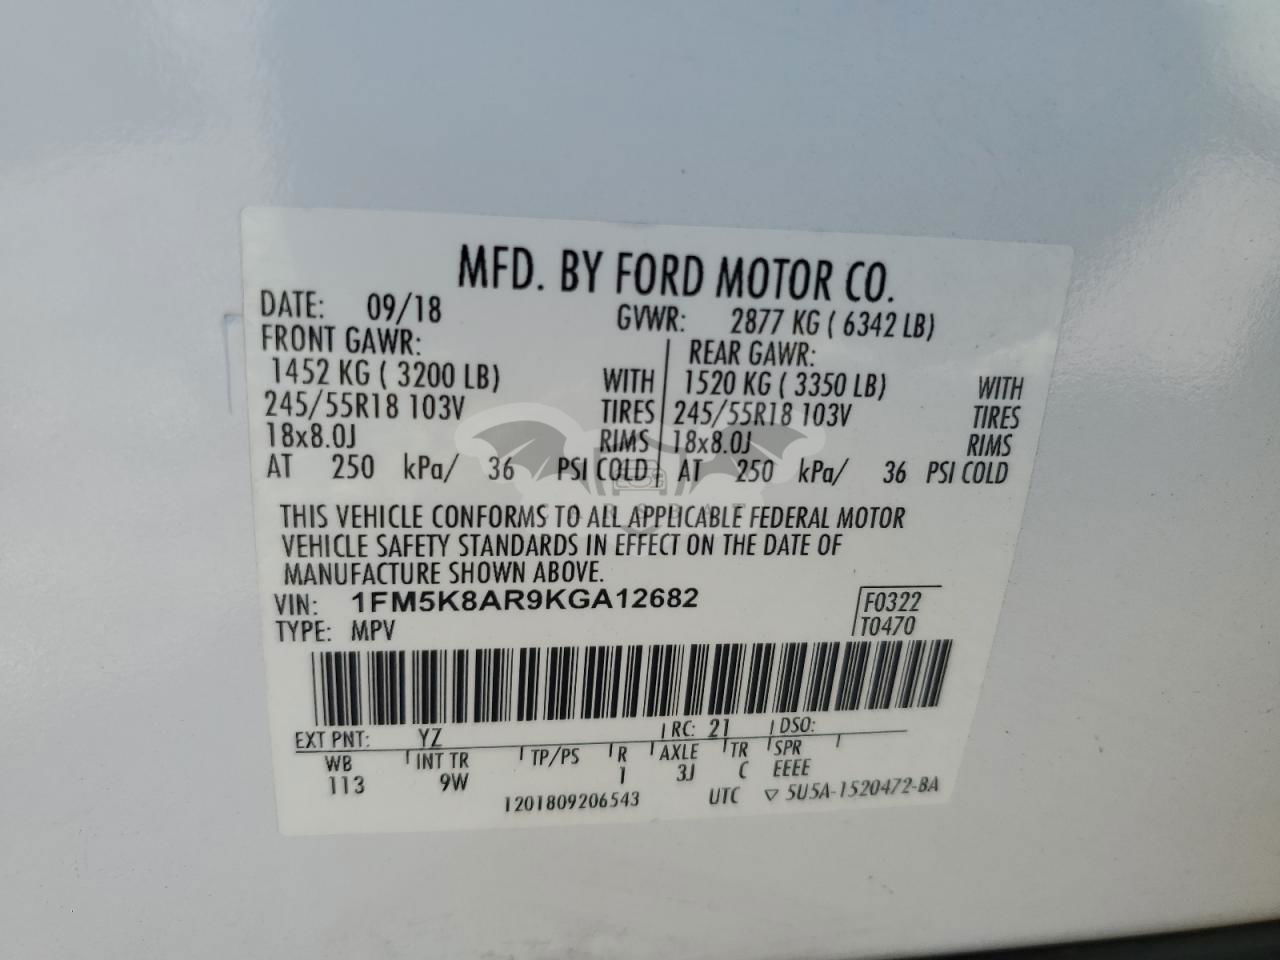 MFD. BY FORD MOTOR CO.
DATE: 09/18 GVWR: 2877 KG ( 6342 LB)
FRONT GAWR: REAR GAWR:
1452 KG ( 3200 LB) WITH 1520 KG ( 3350 LB) WITH
245/55R18 103V TIRES 245/55R18 103V TIRES
18x8.0J RIMS 18x8.0J RIMS
AT 250 kPa/ 36 PSI COLD AT 250 kPa/ 36 PSI COLD
THIS VEHICLE CONFORMS TO ALL APPLICABLE FEDERAL MOTOR
VEHICLE SAFETY STANDARDS IN EFFECT ON THE DATE OF
MANUFACTURE SHOWN ABOVE.
VIN: 1FM5K8AR9KGA12682 F0322
TYPE: MPV T0470
EXT PNT: YZ RC: 21 DSO:
WB INT TR TP/PS R AXLE TR SPR
113 9W 1 3J C EEEE
1201809206543 UTC ▽ 5U5A-1520472-BA